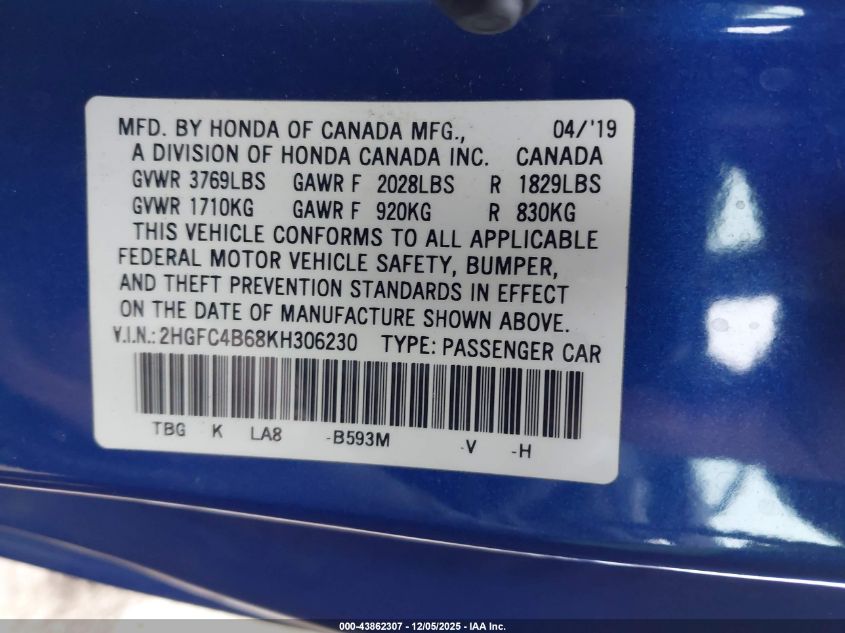 MFD. BY HONDA OF CANADA MFG., 04/'19
A DIVISION OF HONDA CANADA INC. CANADA
GVWR 3769LBS GAWR F 2028LBS R 1829LBS
GVWR 1710KG GAWR F 920KG R 830KG
THIS VEHICLE CONFORMS TO ALL APPLICABLE
FEDERAL MOTOR VEHICLE SAFETY, BUMPER,
AND THEFT PREVENTION STANDARDS IN EFFECT
ON THE DATE OF MANUFACTURE SHOWN ABOVE.
V.I.N.: 2HGFC4B68KH306230 TYPE: PASSENGER CAR
TBG K LA8 -B593M -V -H
000-43862307 - 12/05/2025 - IAA Inc.